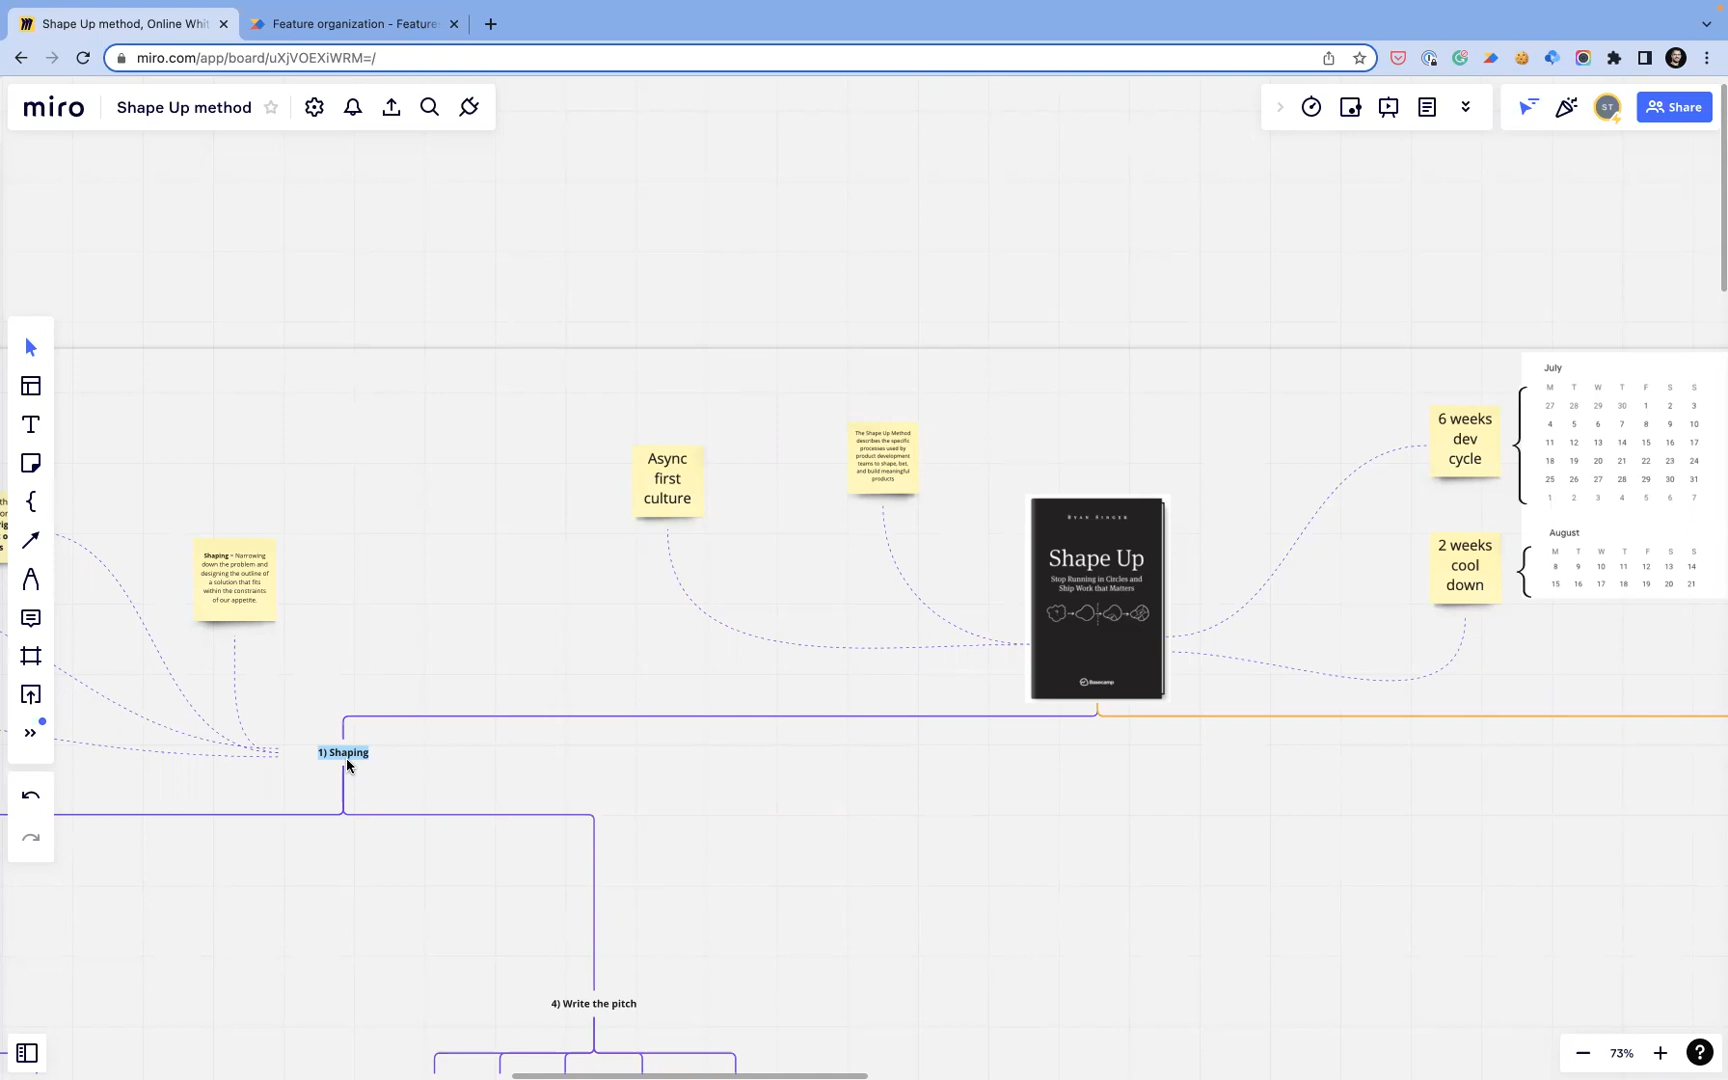 Shape Up method, Online Whit
Feature organization - Feature
miro.com/app/board/uXjVOEXiWRM=/
miro
Shape Up method
ST
Share
July
M T W T F S S
27 28 29 30 1 2 3
4 5 6 7 8 9 10
11 12 13 14 15 16 17
18 19 20 21 22 23 24
25 26 27 28 29 30 31
1 2 3 4 5 6 7
6 weeks
dev
cycle
Async
first
culture
The Shape Up Method
describes the specific
processes used by
product development
teams to shape, bet,
and build meaningful
products
RYAN SINGER
Shape Up
Stop Running in Circles and
Ship Work that Matters
Basecamp
2 weeks
cool
down
August
M T W T F S S
8 9 10 11 12 13 14
15 16 17 18 19 20 21
Shaping = Narrowing
down the problem and
designing the outline of
a solution that fits
within the constraints
of our appetite.
1) Shaping
4) Write the pitch
73%